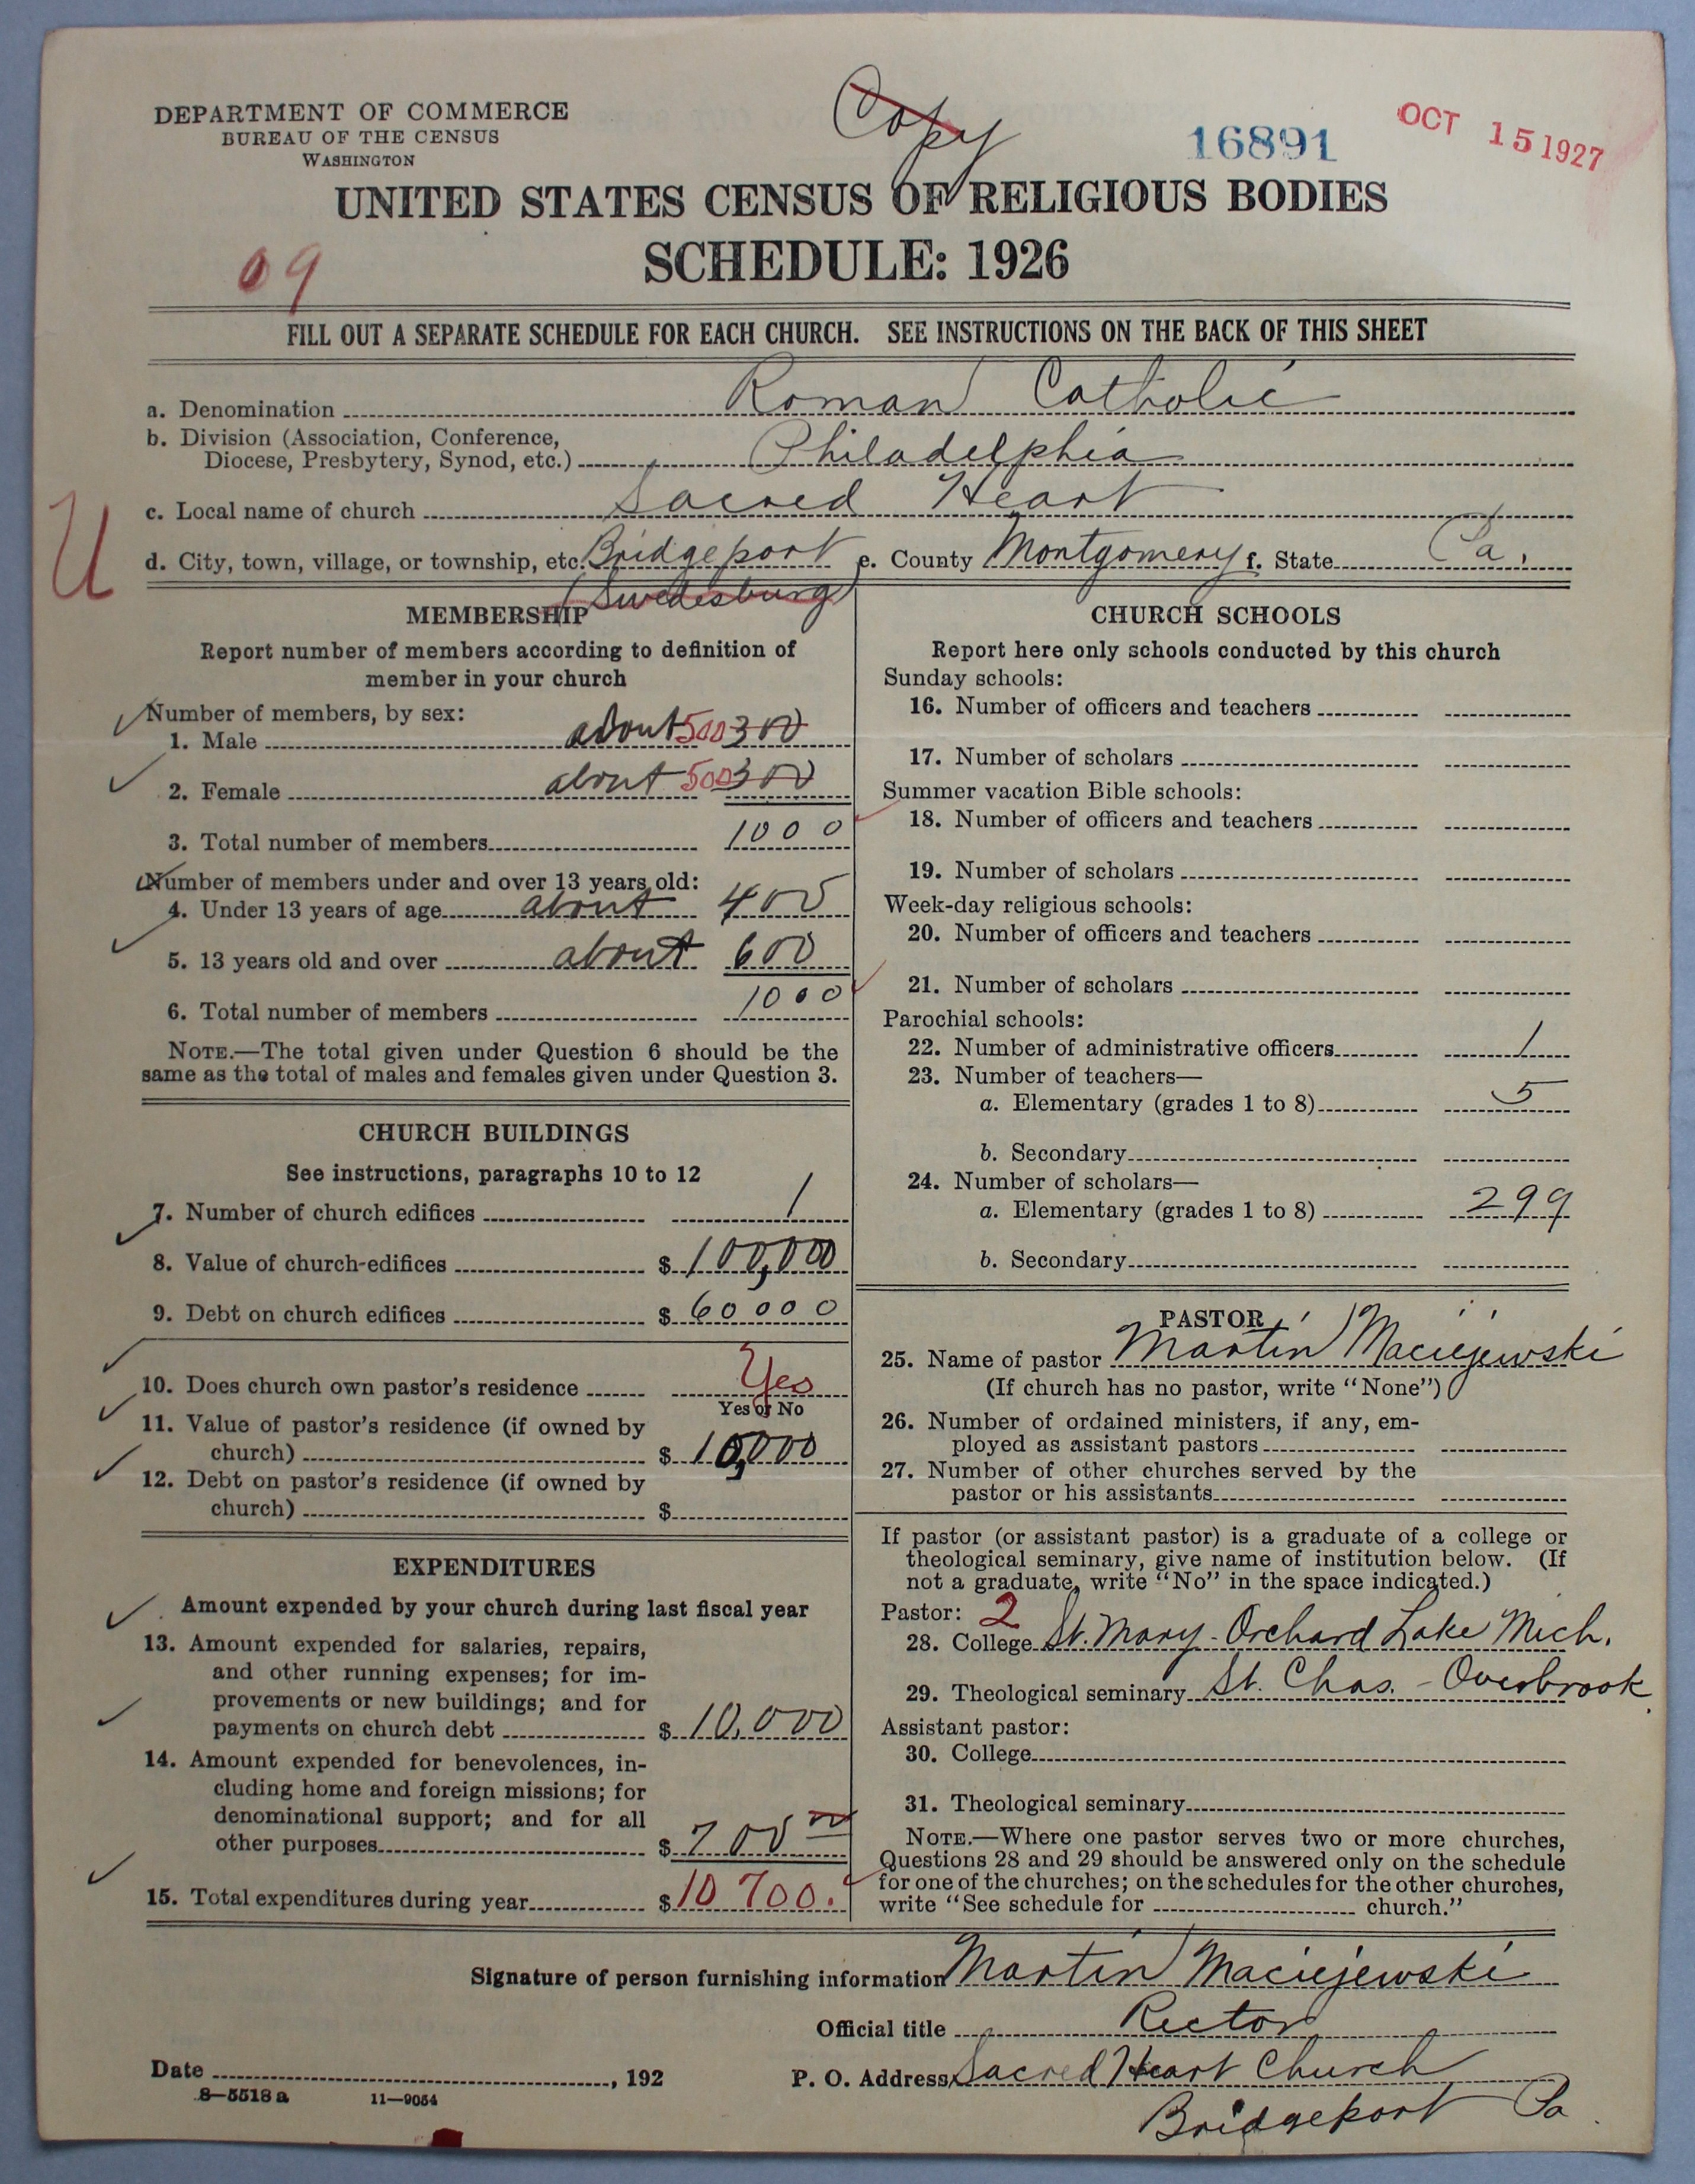 Copy
DEPARTMENT OF COMMERCE
BUREAU OF THE CENSUS
WASHINGTON
16891
OCT 15 1927
UNITED STATES CENSUS OF RELIGIOUS BODIES
SCHEDULE: 1926
09
FILL OUT A SEPARATE SCHEDULE FOR EACH CHURCH. SEE INSTRUCTIONS ON THE BACK OF THIS SHEET
a. Denomination Roman Catholic
b. Division (Association, Conference,
Diocese, Presbytery, Synod, etc.) Philadelphia
c. Local name of church Sacred Heart
U
d. City, town, village, or township, etc. Bridgeport e. County Montgomery f. State Pa.
(Swedesburg)
MEMBERSHIP
Report number of members according to definition of
member in your church
Number of members, by sex:
1. Male about 500 300
2. Female about 500 300
3. Total number of members 1000
Number of members under and over 13 years old:
4. Under 13 years of age about 400
5. 13 years old and over about 600
6. Total number of members 1000
NOTE.—The total given under Question 6 should be the
same as the total of males and females given under Question 3.
CHURCH BUILDINGS
See instructions, paragraphs 10 to 12
7. Number of church edifices 1
8. Value of church edifices $ 100,000
9. Debt on church edifices $ 60000
10. Does church own pastor's residence Yes
Yes or No
11. Value of pastor's residence (if owned by
church) $ 10,000
12. Debt on pastor's residence (if owned by
church) $
EXPENDITURES
Amount expended by your church during last fiscal year
13. Amount expended for salaries, repairs,
and other running expenses; for im-
provements or new buildings; and for
payments on church debt $ 10,000
14. Amount expended for benevolences, in-
cluding home and foreign missions; for
denominational support; and for all
other purposes $ 700 00
15. Total expenditures during year $ 10 700.
CHURCH SCHOOLS
Report here only schools conducted by this church
Sunday schools:
16. Number of officers and teachers
17. Number of scholars
Summer vacation Bible schools:
18. Number of officers and teachers
19. Number of scholars
Week-day religious schools:
20. Number of officers and teachers
21. Number of scholars
Parochial schools:
22. Number of administrative officers 1
23. Number of teachers—
a. Elementary (grades 1 to 8) 5
b. Secondary
24. Number of scholars—
a. Elementary (grades 1 to 8) 299
b. Secondary
PASTOR
25. Name of pastor Martin Maciejewski
(If church has no pastor, write "None")
26. Number of ordained ministers, if any, em-
ployed as assistant pastors
27. Number of other churches served by the
pastor or his assistants
If pastor (or assistant pastor) is a graduate of a college or
theological seminary, give name of institution below. (If
not a graduate, write "No" in the space indicated.)
Pastor: 2
28. College St. Mary - Orchard Lake Mich.
29. Theological seminary St. Chas. - Overbrook.
Assistant pastor:
30. College
31. Theological seminary
NOTE.—Where one pastor serves two or more churches,
Questions 28 and 29 should be answered only on the schedule
for one of the churches; on the schedules for the other churches,
write "See schedule for church."
Signature of person furnishing information Martin Maciejewski
Official title Rector
Date , 192 P. O. Address Sacred Heart Church
8—5518 a 11—9054
Bridgeport Pa.